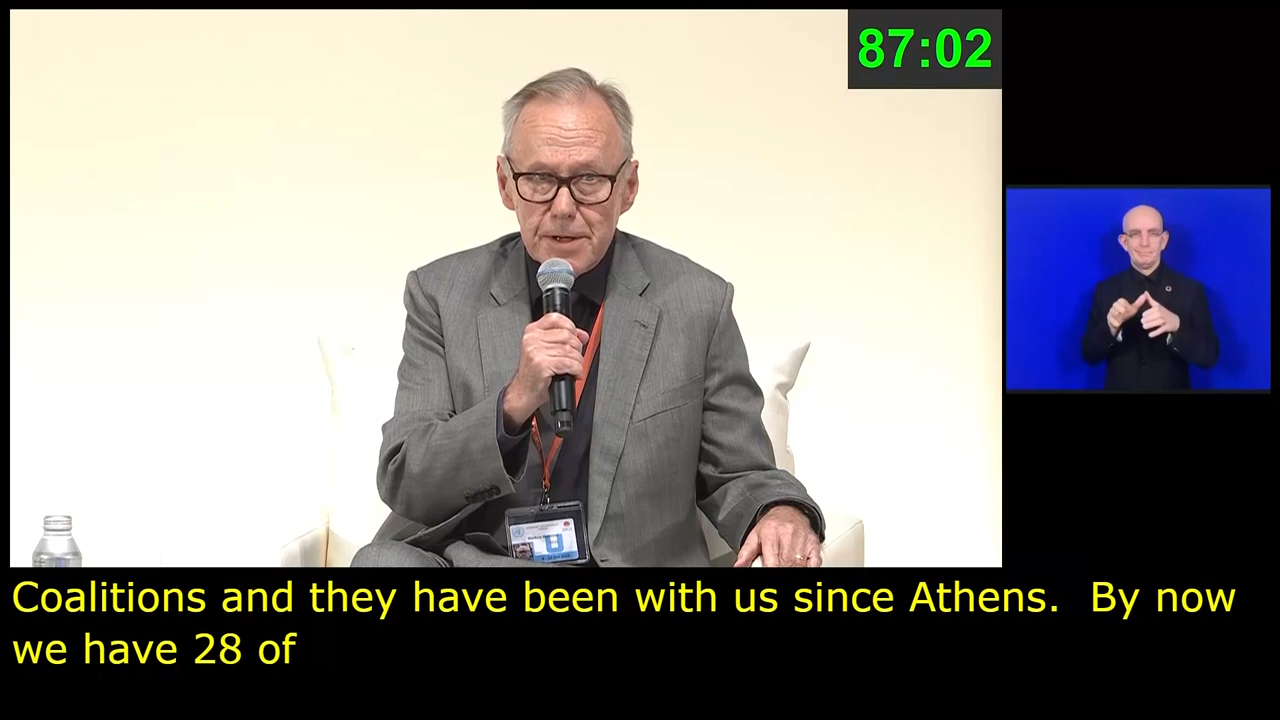 87:02
Coalitions and they have been with us since Athens.  By now
we have 28 of